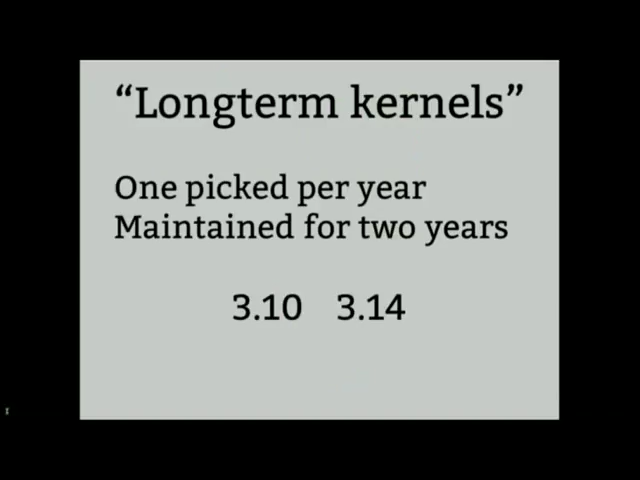 “Longterm kernels”
One picked per year
Maintained for two years
3.10 3.14